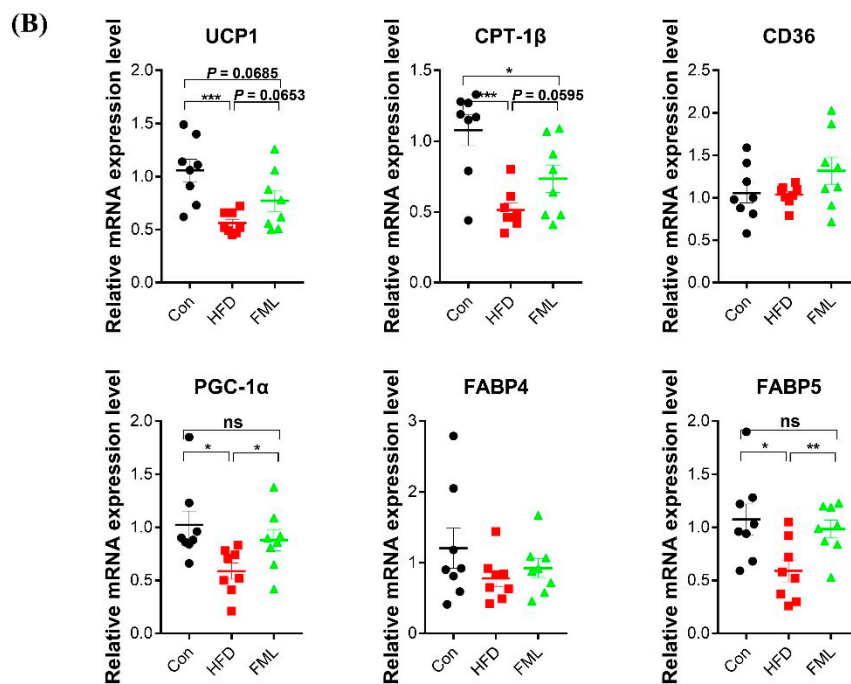 (B)
UCP1
Relative mRNA expression level
2.0
1.5
1.0
0.5
0.0
P = 0.0685
***
P = 0.0653
Con
HFD
FML
CPT-1β
Relative mRNA expression level
1.5
1.0
0.5
0.0
*
***
P = 0.0595
Con
HFD
FML
CD36
Relative mRNA expression level
2.5
2.0
1.5
1.0
0.5
0.0
Con
HFD
FML
PGC-1α
Relative mRNA expression level
2.0
1.5
1.0
0.5
0.0
ns
*
*
Con
HFD
FML
FABP4
Relative mRNA expression level
3
2
1
0
Con
HFD
FML
FABP5
Relative mRNA expression level
2.0
1.5
1.0
0.5
0.0
ns
*
**
Con
HFD
FML